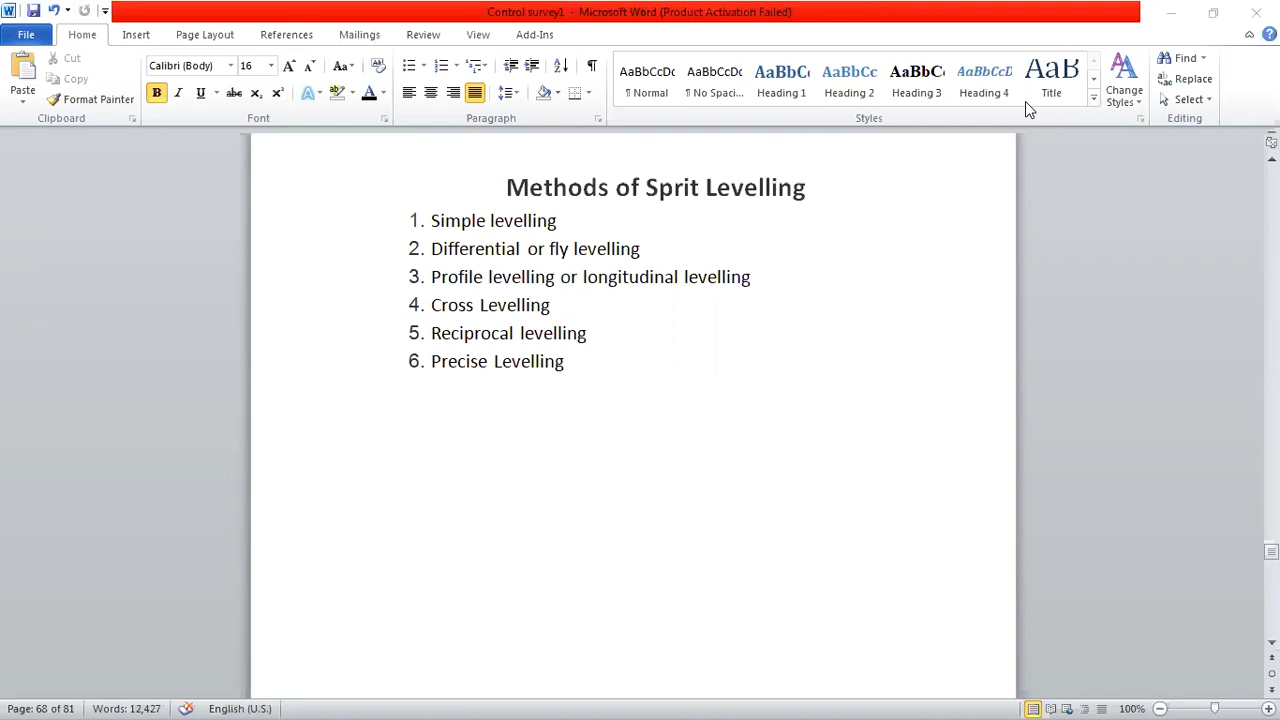 Control survey1 - Microsoft Word (Product Activation Failed)
File Home Insert Page Layout References Mailings Review View Add-Ins
Paste Cut Copy Format Painter
Clipboard
Calibri (Body) 16
Font
Paragraph
AaBbCcDc AaBbCcDc AaBbC AaBbCc AaBbC AaBbCcD AaB
¶ Normal ¶ No Spaci... Heading 1 Heading 2 Heading 3 Heading 4 Title
Styles
Change Styles
Find
Replace
Select
Editing
Methods of Sprit Levelling
1. Simple levelling
2. Differential or fly levelling
3. Profile levelling or longitudinal levelling
4. Cross Levelling
5. Reciprocal levelling
6. Precise Levelling
Page: 68 of 81 Words: 12,427 English (U.S.) 100%